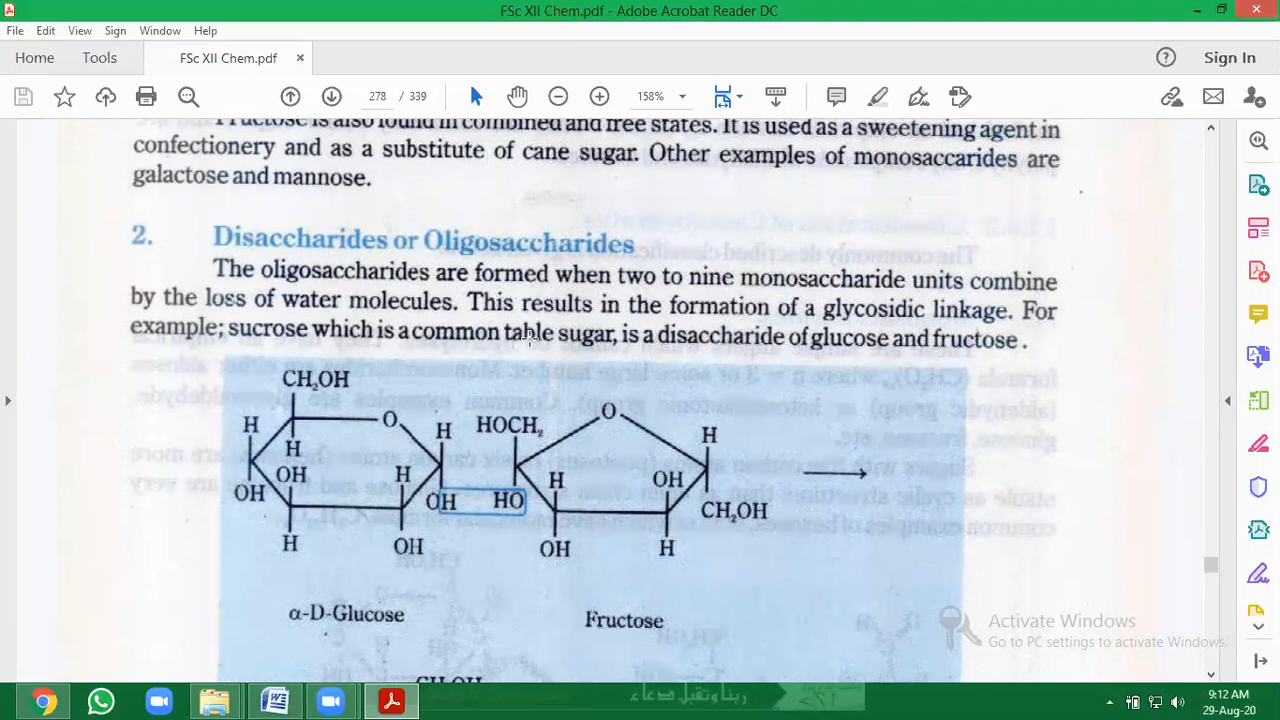 FSc XII Chem.pdf - Adobe Acrobat Reader DC
File Edit View Sign Window Help
Home Tools FSc XII Chem.pdf × Sign In
278 / 339 158%
Fructose is also found in combined and free states. It is used as a sweetening agent in
confectionery and as a substitute of cane sugar. Other examples of monosaccarides are
galactose and mannose.
2. Disaccharides or Oligosaccharides
The oligosaccharides are formed when two to nine monosaccharide units combine
by the loss of water molecules. This results in the formation of a glycosidic linkage. For
example; sucrose which is a common table sugar, is a disaccharide of glucose and fructose .
CH₂OH
H O H HOCH₂ O H
H
OH H H OH
OH OH HO CH₂OH
H OH OH H
α-D-Glucose Fructose
Activate Windows
Go to PC settings to activate Windows.
CH₂OH
ربنا وتقبل دعاء
9:12 AM
29-Aug-20